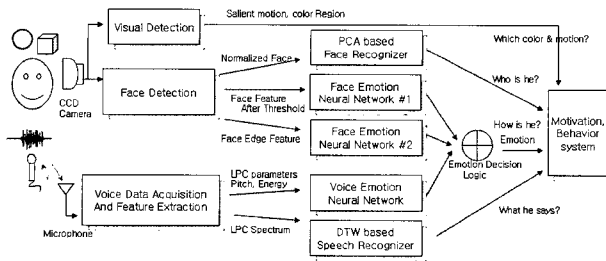 Visual Detection
Salient motion, color Region
CCD
Camera
Face Detection
Normalized Face
Face Feature
After Threshold
Face Edge Feature
PCA based
Face Recognizer
Face Emotion
Neural Network #1
Face Emotion
Neural Network #2
Which color & motion?
Who is he?
How is he?
Emotion
Emotion Decision
Logic
Motivation,
Behavior
system
Microphone
Voice Data Acquisition
And Feature Extraction
LPC parameters
Pitch, Energy
LPC Spectrum
Voice Emotion
Neural Network
DTW based
Speech Recognizer
What he says?